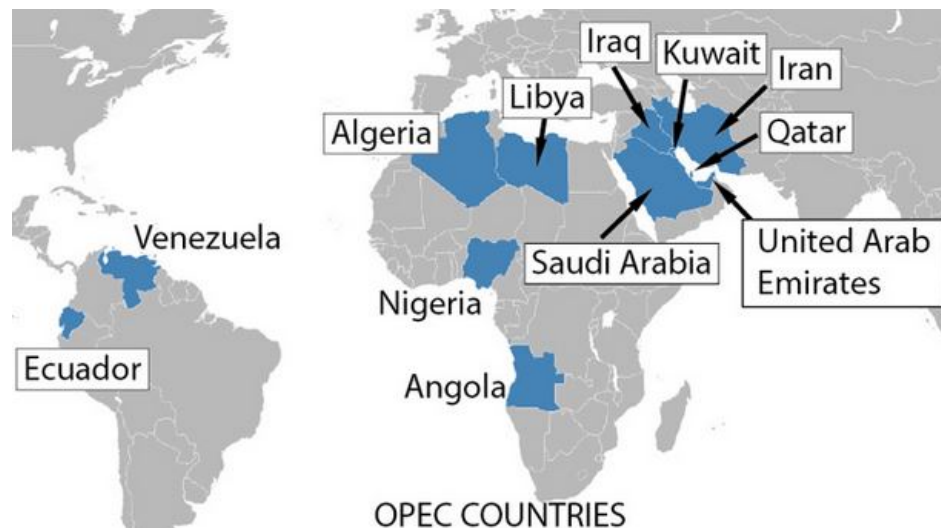 Iraq
Kuwait
Iran
Libya
Algeria
Qatar
Venezuela
Saudi Arabia
United Arab
Emirates
Nigeria
Ecuador
Angola
OPEC COUNTRIES